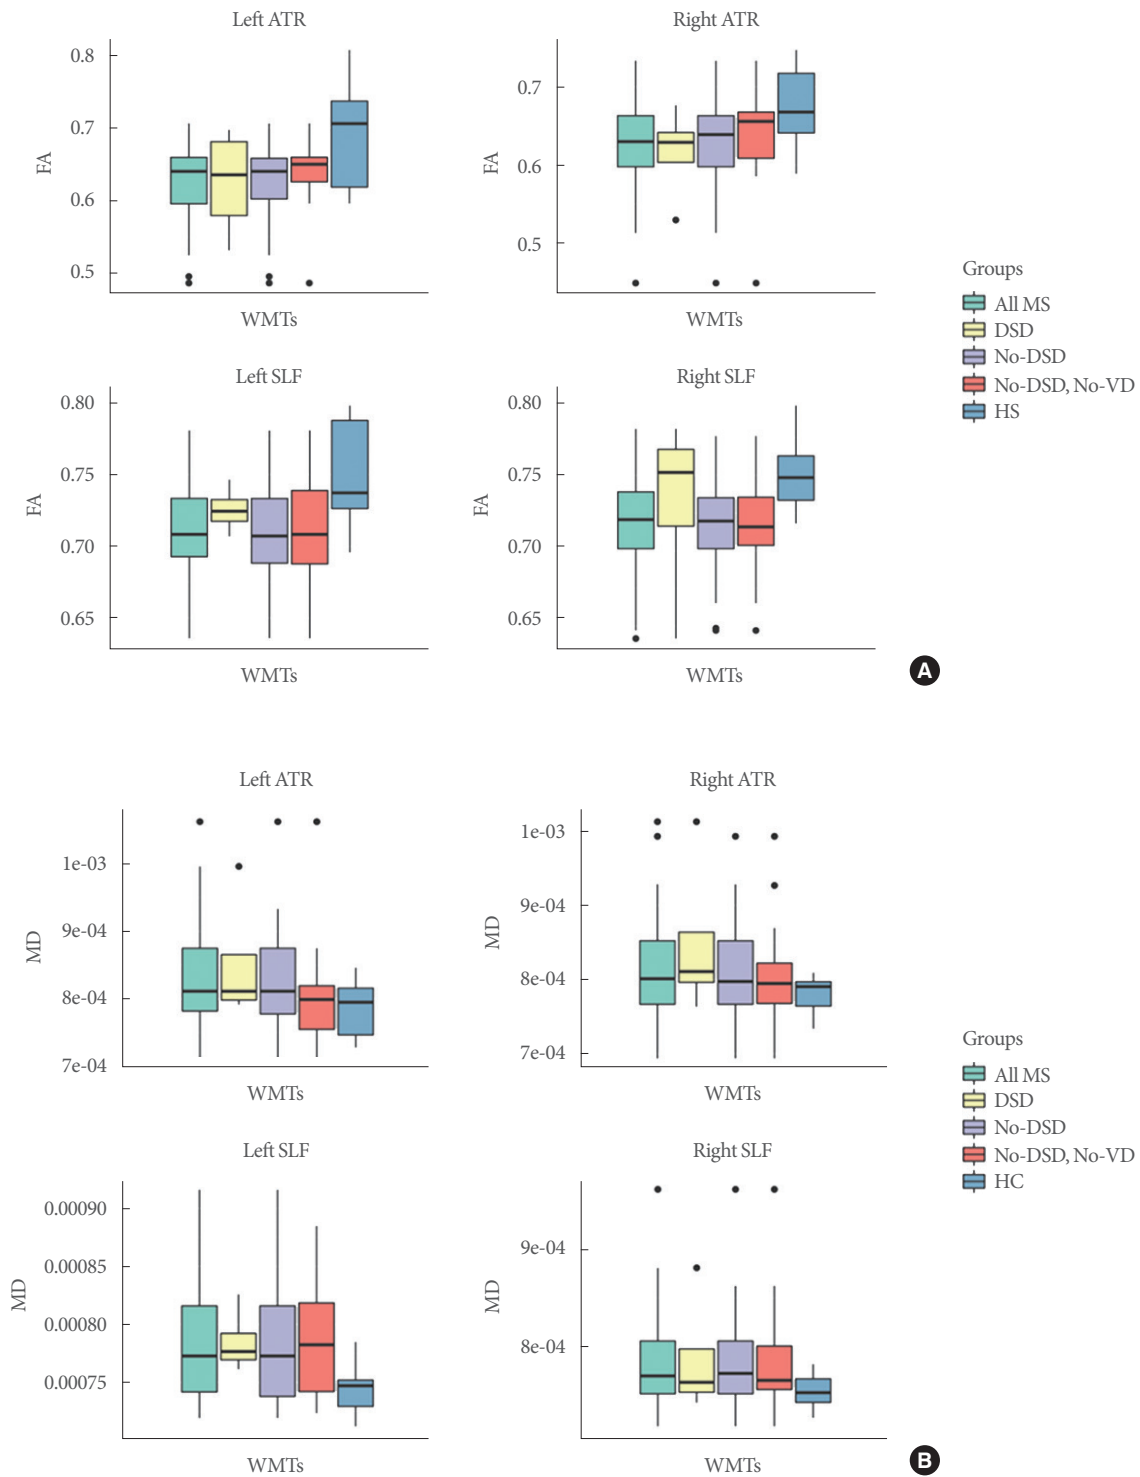 Left ATR
Right ATR
FA
0.8
0.7
0.6
0.5
WMTs
FA
0.7
0.6
0.5
WMTs
Left SLF
Right SLF
FA
0.80
0.75
0.70
0.65
WMTs
FA
0.80
0.75
0.70
0.65
WMTs
Groups
All MS
DSD
No-DSD
No-DSD, No-VD
HS
A
Left ATR
Right ATR
MD
1e-03
9e-04
8e-04
7e-04
WMTs
MD
1e-03
9e-04
8e-04
7e-04
WMTs
Left SLF
Right SLF
MD
0.00090
0.00085
0.00080
0.00075
WMTs
MD
9e-04
8e-04
WMTs
Groups
All MS
DSD
No-DSD
No-DSD, No-VD
HC
B